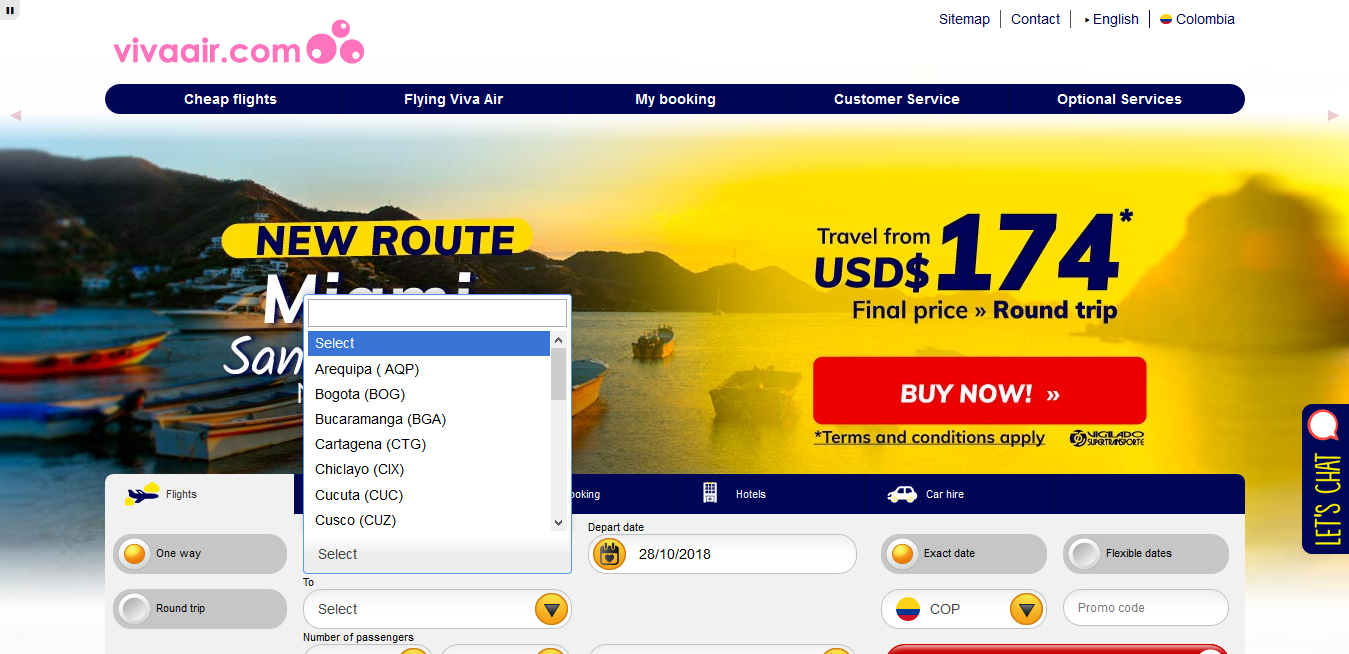 Sitemap
Contact
English
Colombia
vivaair.com
Cheap flights
Flying Viva Air
My booking
Customer Service
Optional Services
NEW ROUTE
Travel from
USD$174*
Final price » Round trip
BUY NOW! »
*Terms and conditions apply
VIGILADO
SUPERTRANSPORTE
San
Select
Arequipa ( AQP)
Bogota (BOG)
Bucaramanga (BGA)
Cartagena (CTG)
Chiclayo (CIX)
Cucuta (CUC)
Cusco (CUZ)
LET'S CHAT
Flights
Hotels
Car hire
Depart date
One way
Select
28/10/2018
Exact date
Flexible dates
To
Round trip
Select
COP
Promo code
Number of passengers